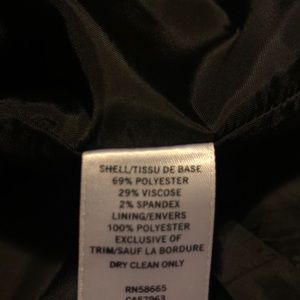 SHELL/TISSU DE BASE
69% POLYESTER
29% VISCOSE
2% SPANDEX
LINING/ENVERS
100% POLYESTER
EXCLUSIVE OF
TRIM/SAUF LA BORDURE
DRY CLEAN ONLY
RN58665